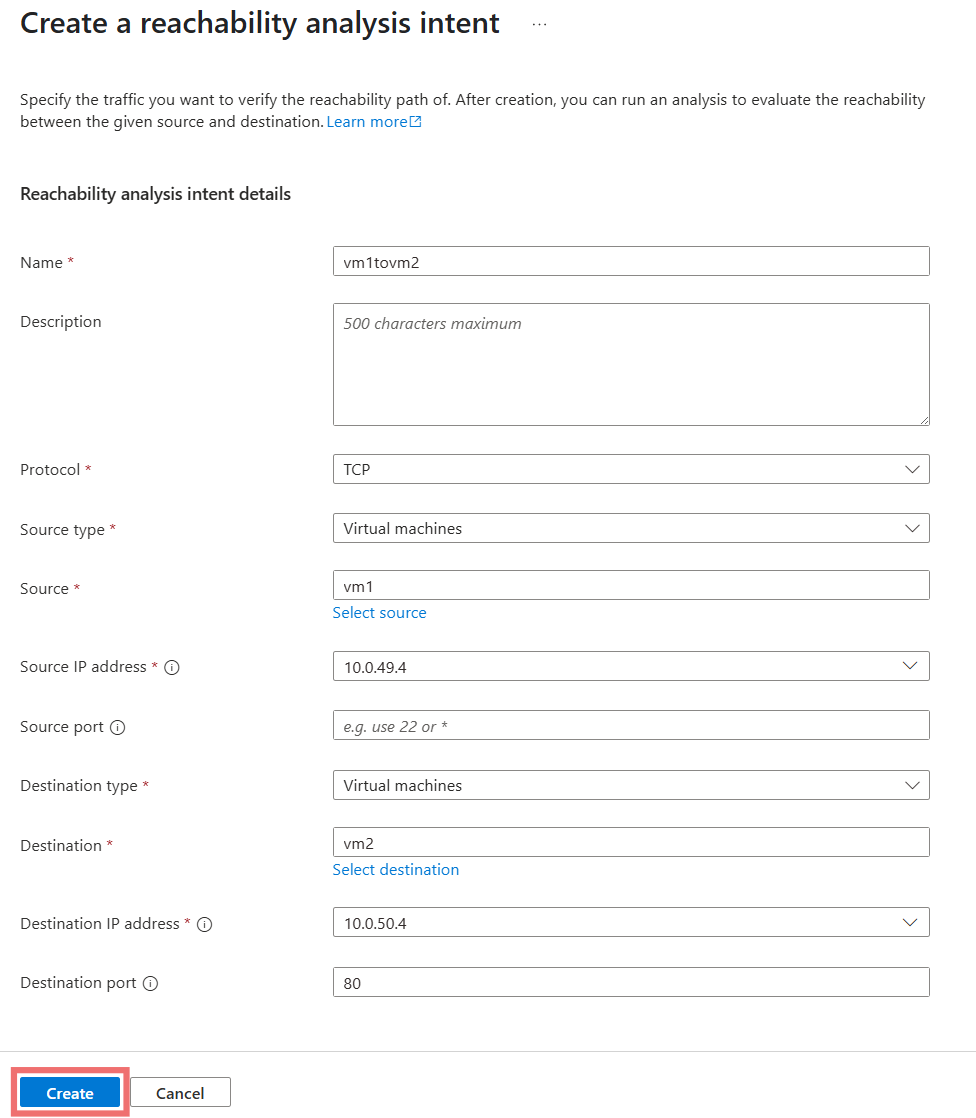 Create a reachability analysis intent ...
Specify the traffic you want to verify the reachability path of. After creation, you can run an analysis to evaluate the reachability
between the given source and destination. Learn more
Reachability analysis intent details
Name * vm1tovm2
Description 500 characters maximum
Protocol * TCP
Source type * Virtual machines
Source * vm1
Select source
Source IP address * 10.0.49.4
Source port e.g. use 22 or *
Destination type * Virtual machines
Destination * vm2
Select destination
Destination IP address * 10.0.50.4
Destination port 80
Create Cancel